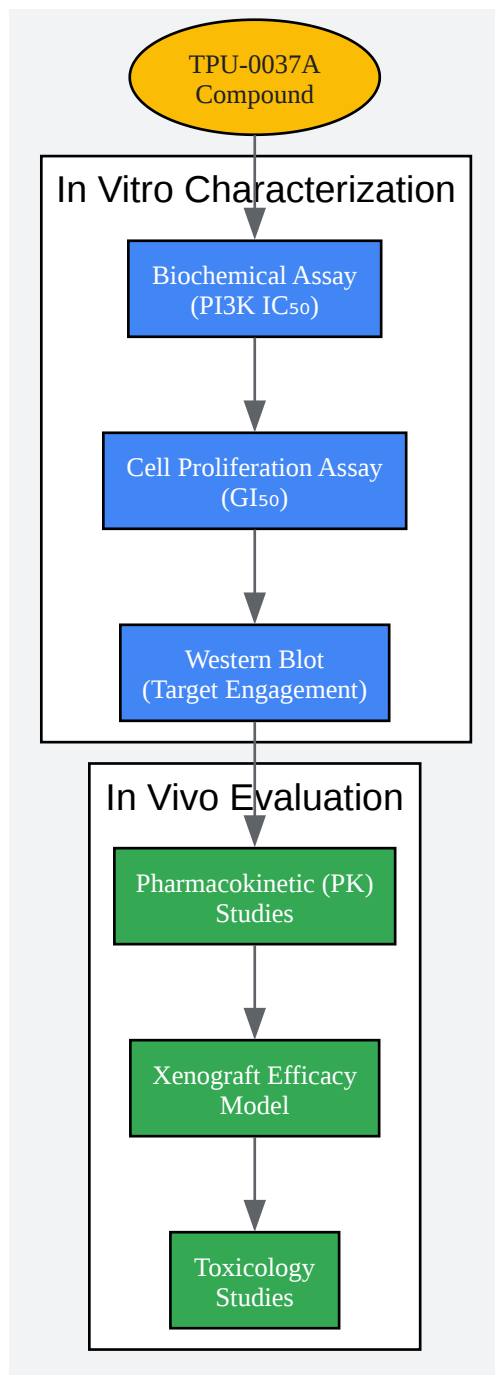 TPU-0037A
Compound
In Vitro Characterization
Biochemical Assay
(PI3K IC₅₀)
Cell Proliferation Assay
(GI₅₀)
Western Blot
(Target Engagement)
In Vivo Evaluation
Pharmacokinetic (PK)
Studies
Xenograft Efficacy
Model
Toxicology
Studies